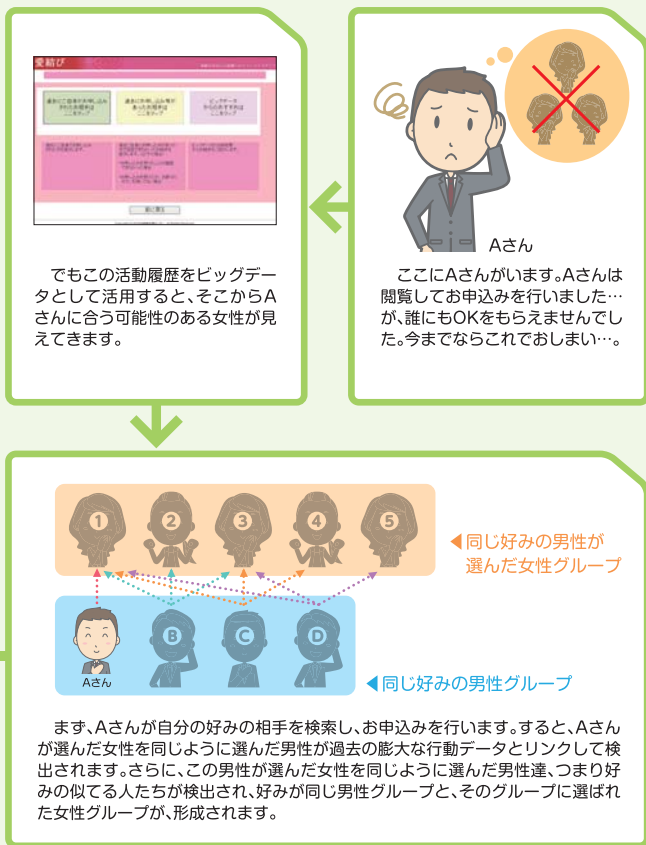 Aさん
ここにAさんがいます。Aさんは
閲覧してお申込みを行いました…
が、誰にもOKをもらえませんでし
た。今までならこれでおしまい…。
愛結び
でもこの活動履歴をビッグデー
タとして活用すると、そこからA
さんに合う可能性のある女性が見
えてきます。
1 2 3 4 5
◀同じ好みの男性が
選んだ女性グループ
B C D
Aさん
◀同じ好みの男性グループ
まず、Aさんが自分の好みの相手を検索し、お申込みを行います。すると、Aさん
が選んだ女性を同じように選んだ男性が過去の膨大な行動データとリンクして検
出されます。さらに、この男性が選んだ女性を同じように選んだ男性達、つまり好
みの似てる人たちが検出され、好みが同じ男性グループと、そのグループに選ばれ
た女性グループが、形成されます。